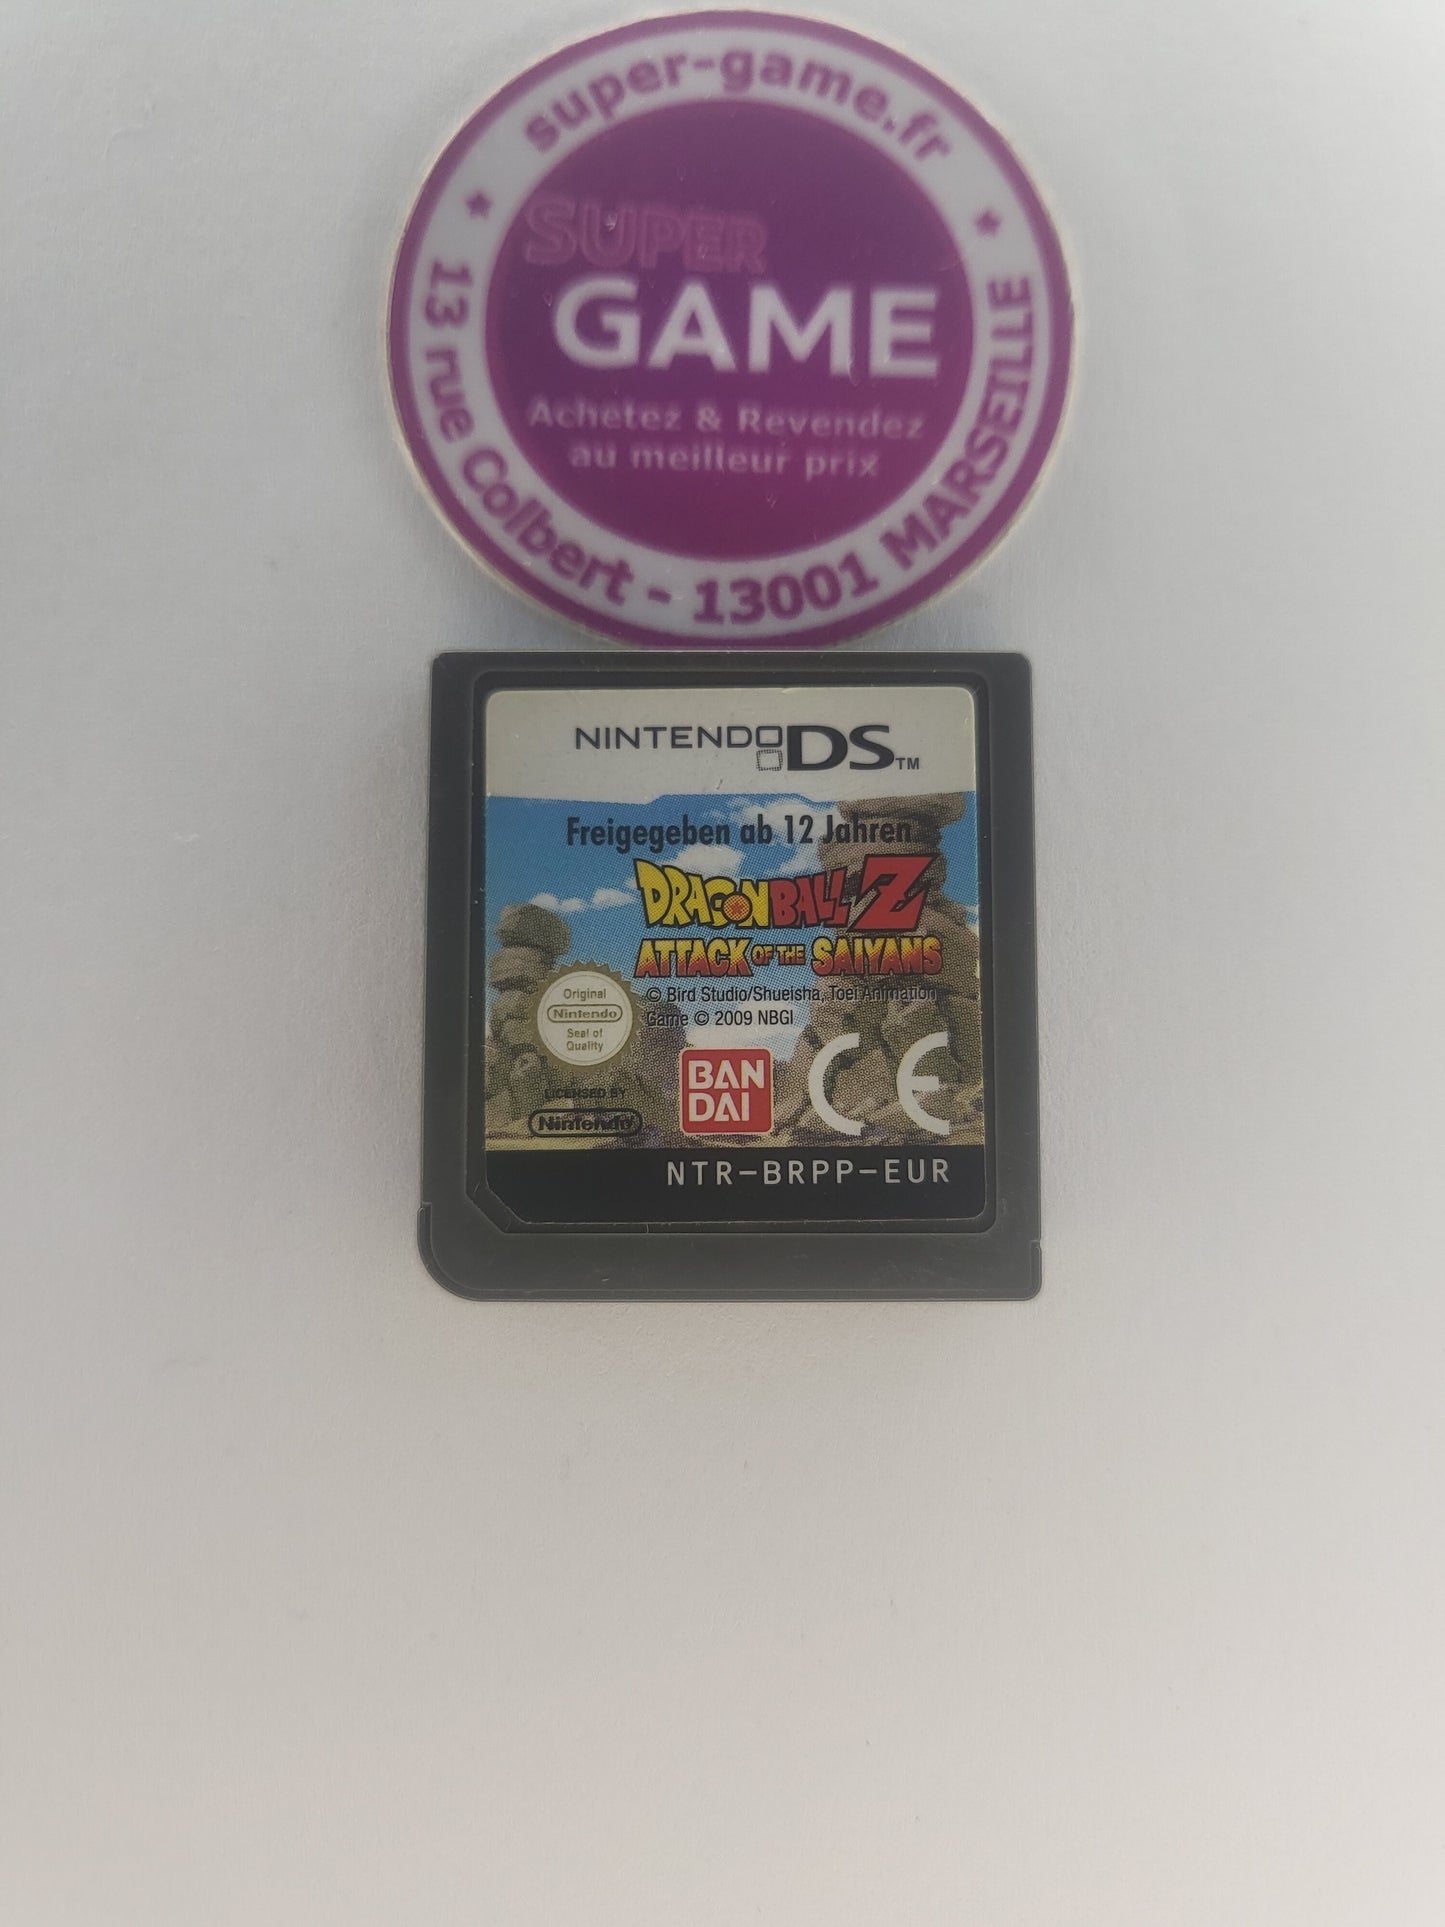 super-game.fr
SUPER
GAME
Achetez & Revendez
au meilleur prix
13 rue Colbert - 13001 MARSEILLE
NINTENDO DS TM
Freigegeben ab 12 Jahren
DRAGONBALL Z
ATTACK OF THE SAIYANS
© Bird Studio/Shueisha, Toei Animation
Game © 2009 NBGI
Original
Nintendo
Seal of
Quality
LICENSED BY
Nintendo
BAN
DAI
CE
NTR-BRPP-EUR